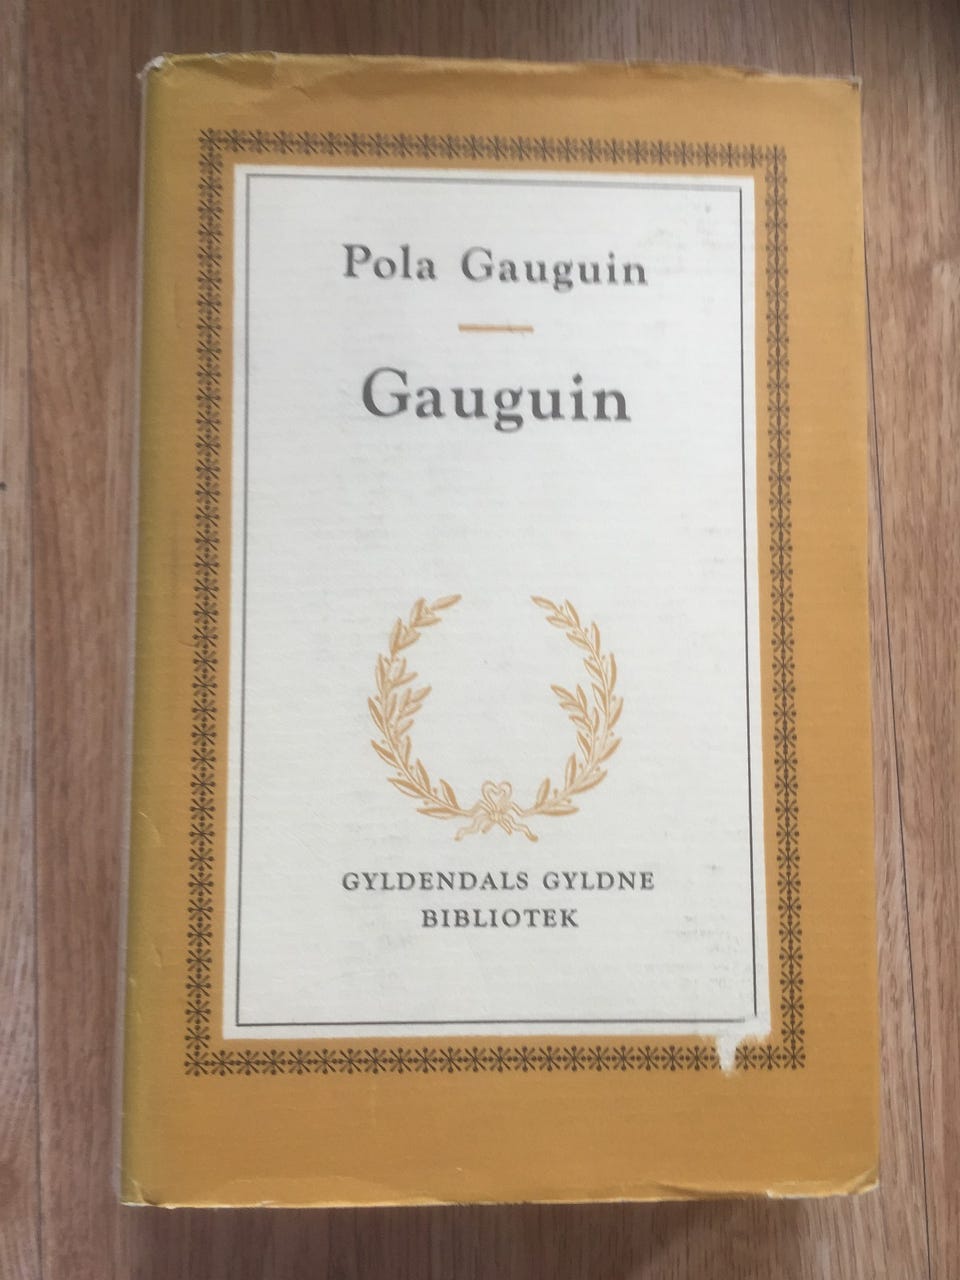 Pola Gauguin
Gauguin
GYLDENDALS GYLDNE
BIBLIOTEK